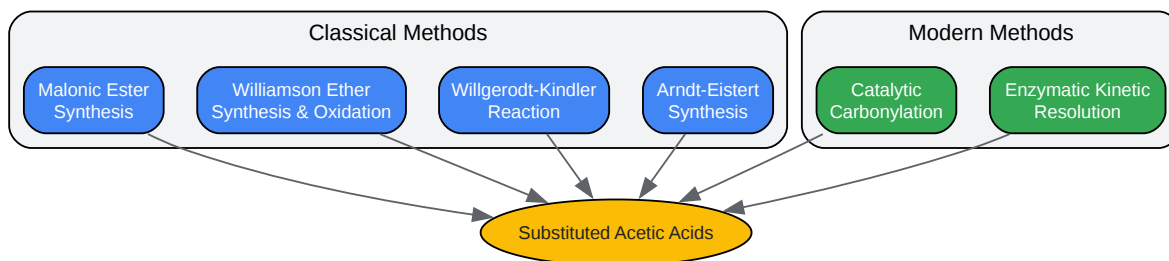 Classical Methods
Malonic Ester
Synthesis
Williamson Ether
Synthesis & Oxidation
Willgerodt-Kindler
Reaction
Arndt-Eistert
Synthesis
Modern Methods
Catalytic
Carbonylation
Enzymatic Kinetic
Resolution
Substituted Acetic Acids